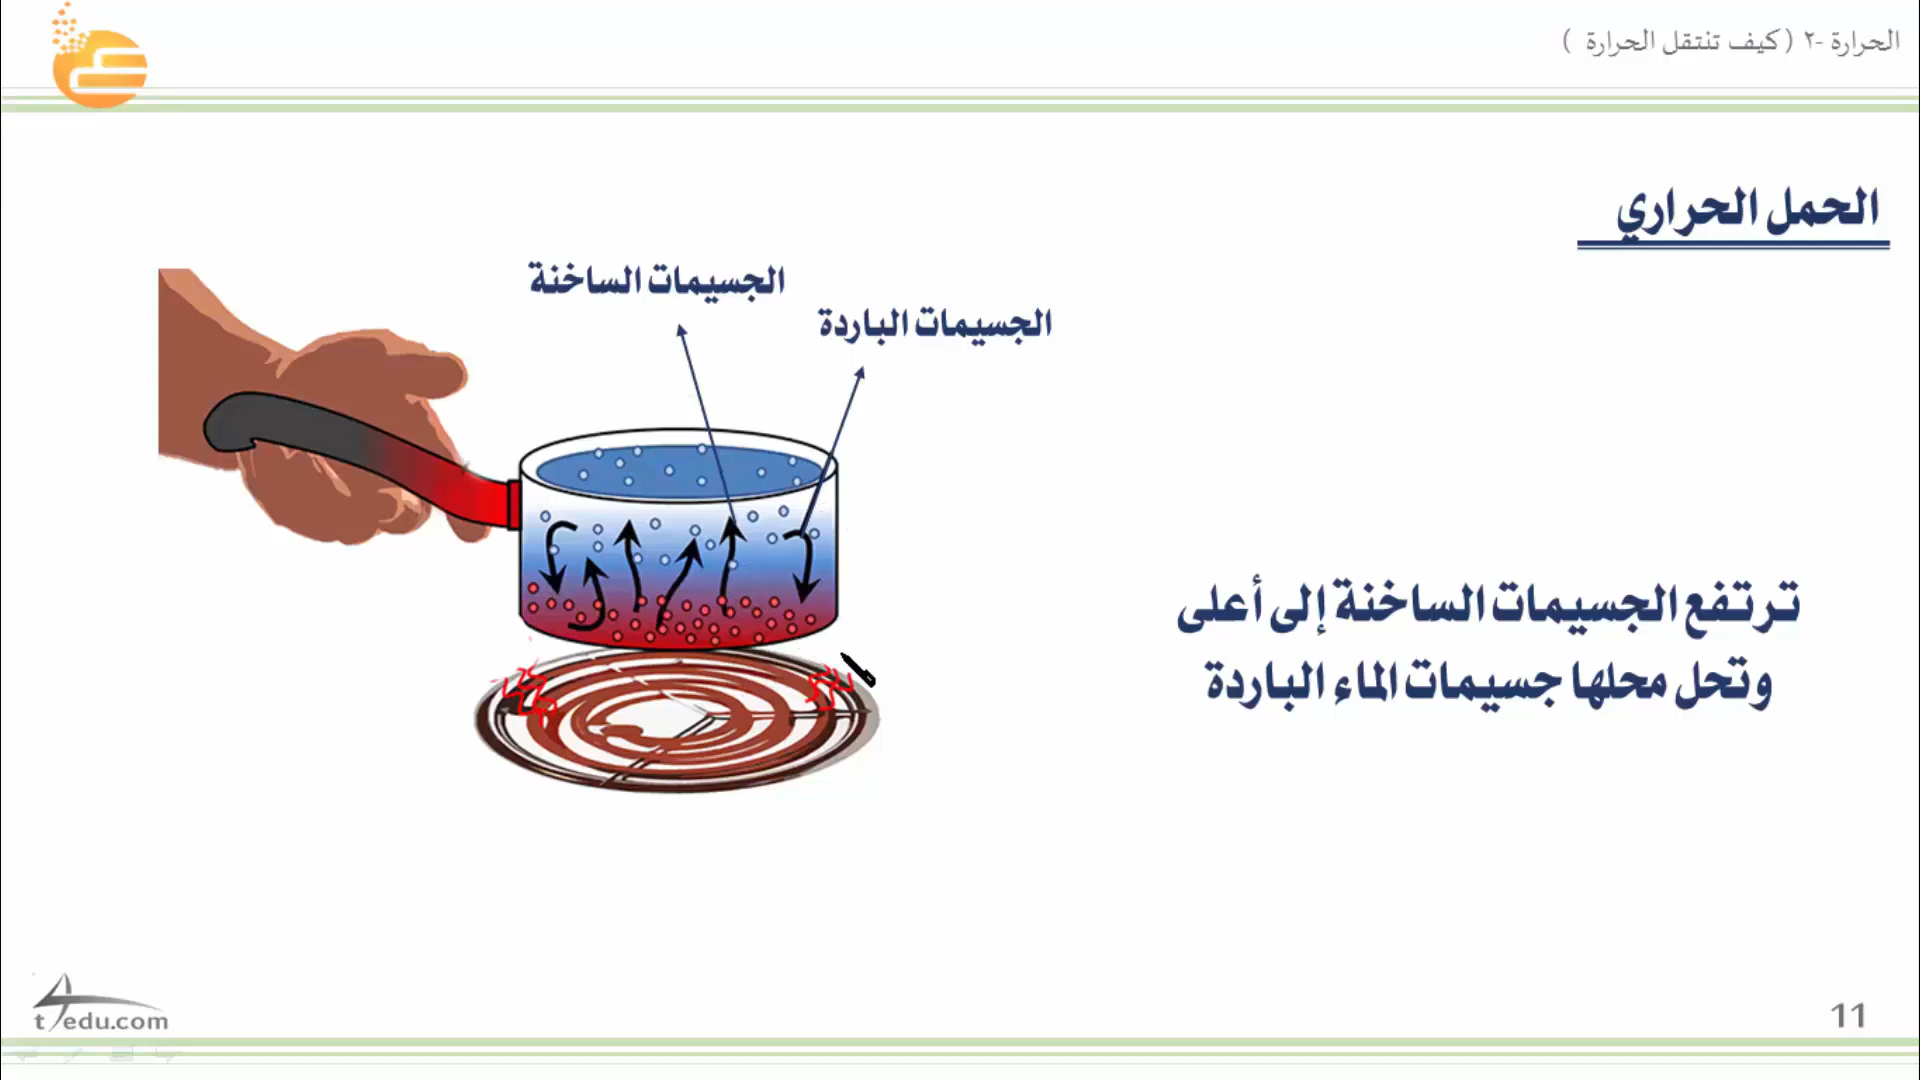 الحرارة -٢ (كيف تنتقل الحرارة )
الحمل الحراري
الجسيمات الساخنة
الجسيمات الباردة
ترتفع الجسيمات الساخنة إلى أعلى
وتحل محلها جسيمات الماء الباردة
t4edu.com
11